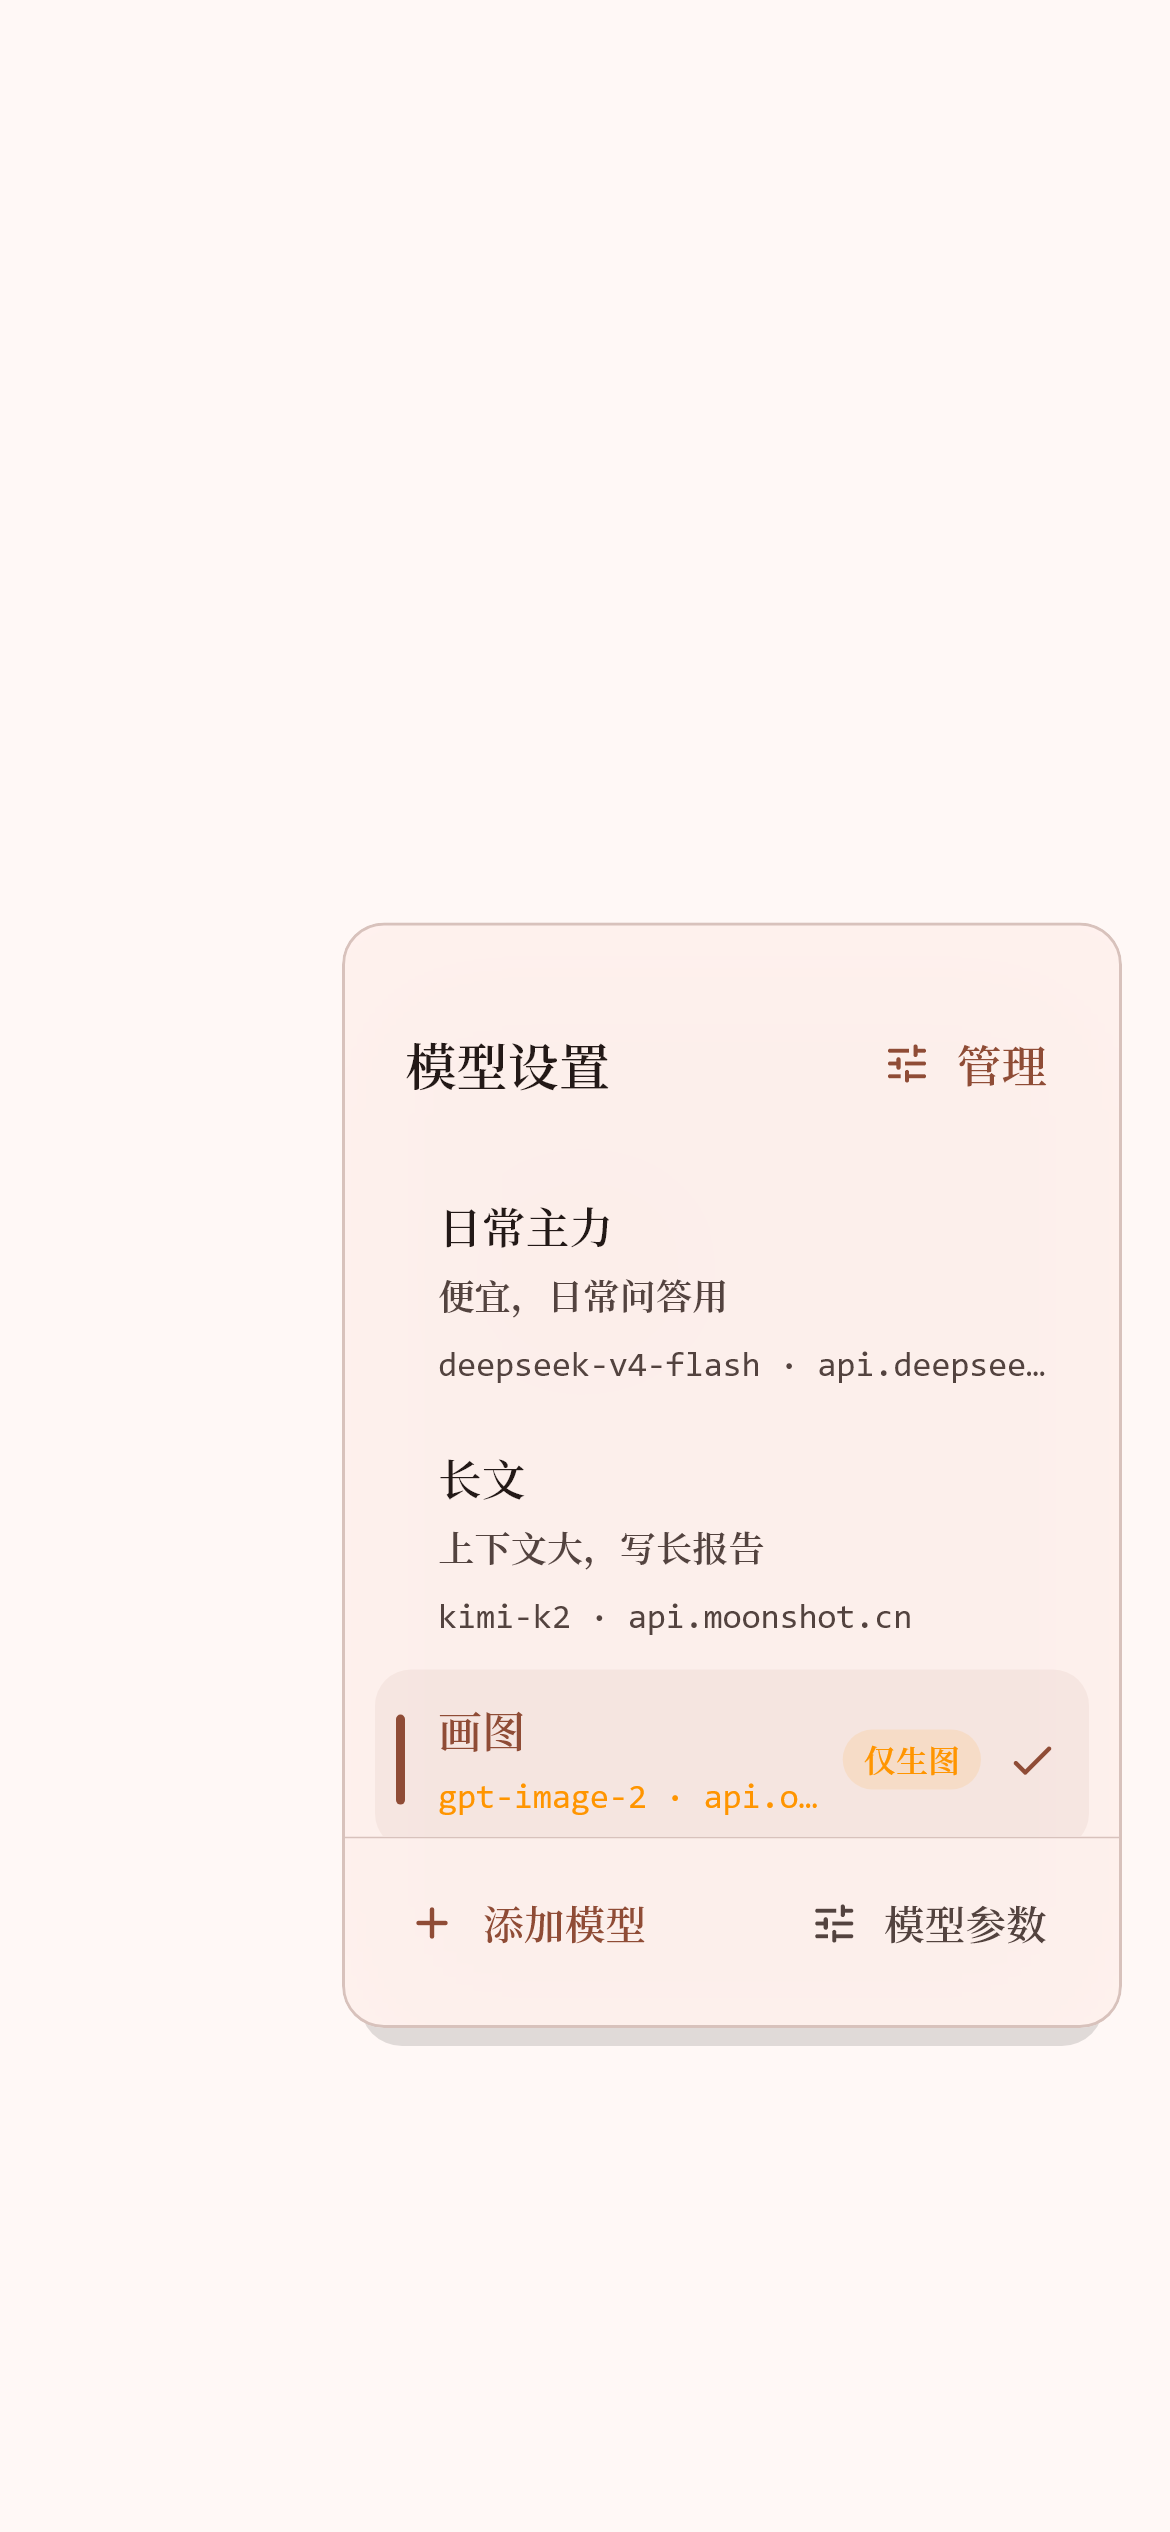 模型设置
管理
日常主力
便宜，日常问答用
deepseek-v4-flash · api.deepsee…
长文
上下文大，写长报告
kimi-k2 · api.moonshot.cn
画图
仅生图
gpt-image-2 · api.o…
添加模型
模型参数